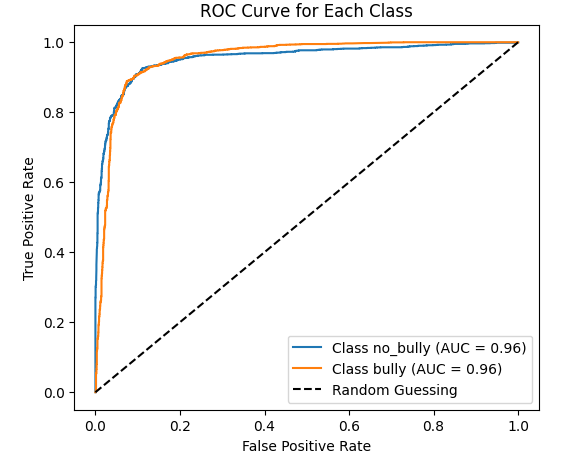 ROC Curve for Each Class
True Positive Rate
1.0
0.8
0.6
0.4
0.2
0.0
Class no_bully (AUC = 0.96)
Class bully (AUC = 0.96)
Random Guessing
0.0 0.2 0.4 0.6 0.8 1.0
False Positive Rate